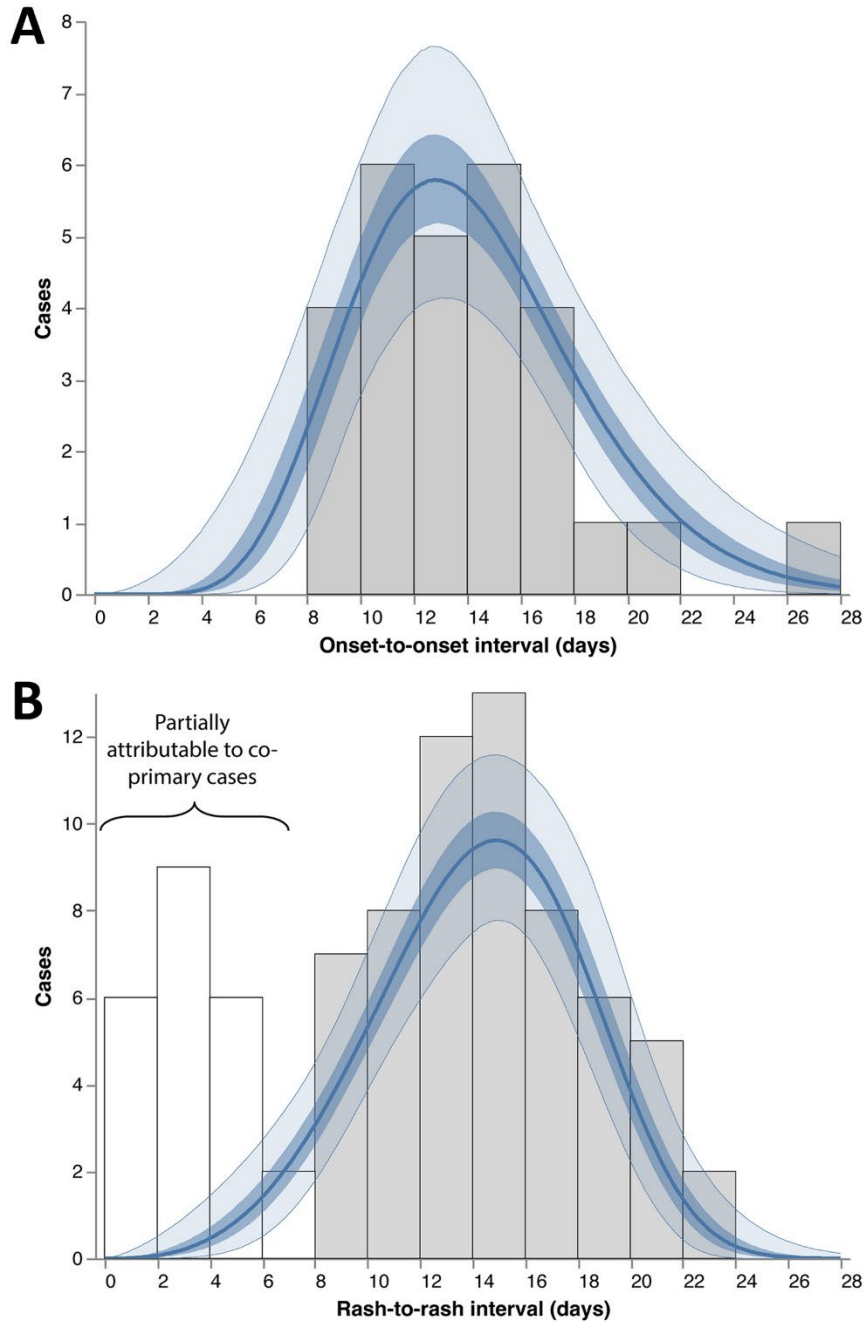 A
8
7
6
5
4
3
2
1
0
Cases
0 2 4 6 8 10 12 14 16 18 20 22 24 26 28
Onset-to-onset interval (days)
B
Partially
attributable to co-
primary cases
12
10
8
6
4
2
0
Cases
0 2 4 6 8 10 12 14 16 18 20 22 24 26 28
Rash-to-rash interval (days)